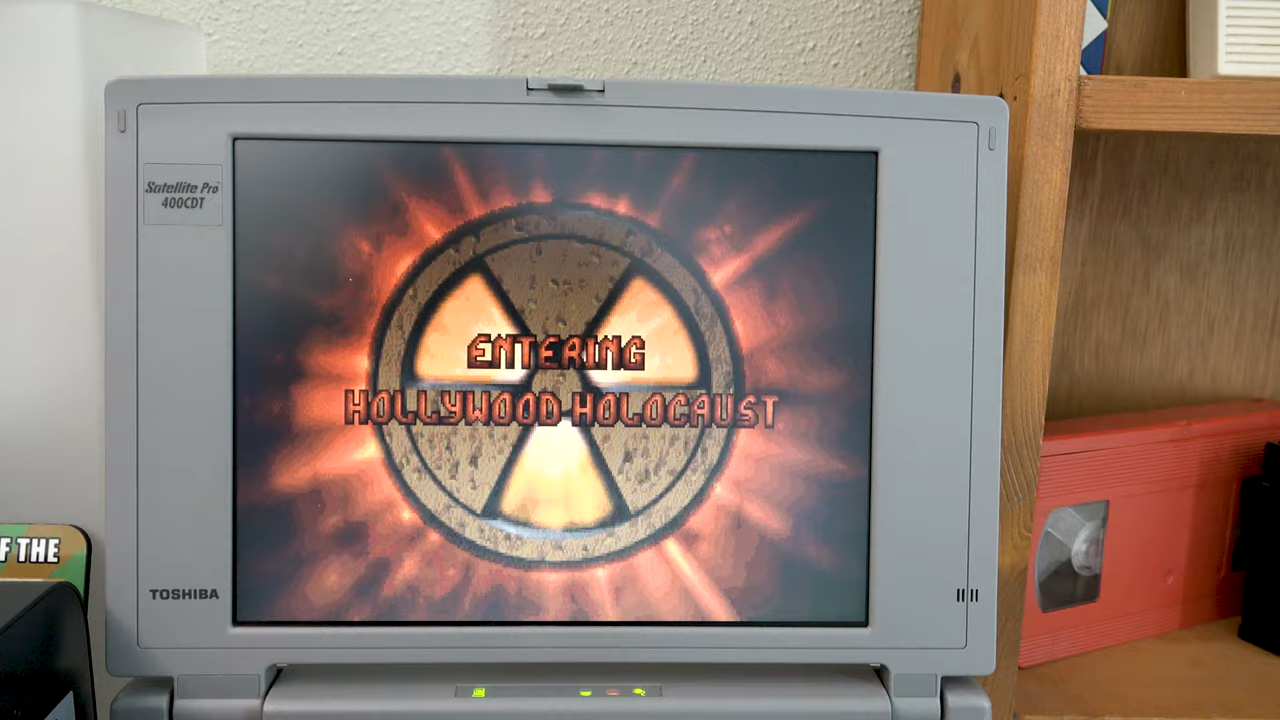 Satellite Pro
400CDT
ENTERING
HOLLYWOOD HOLOCAUST
F THE
TOSHIBA